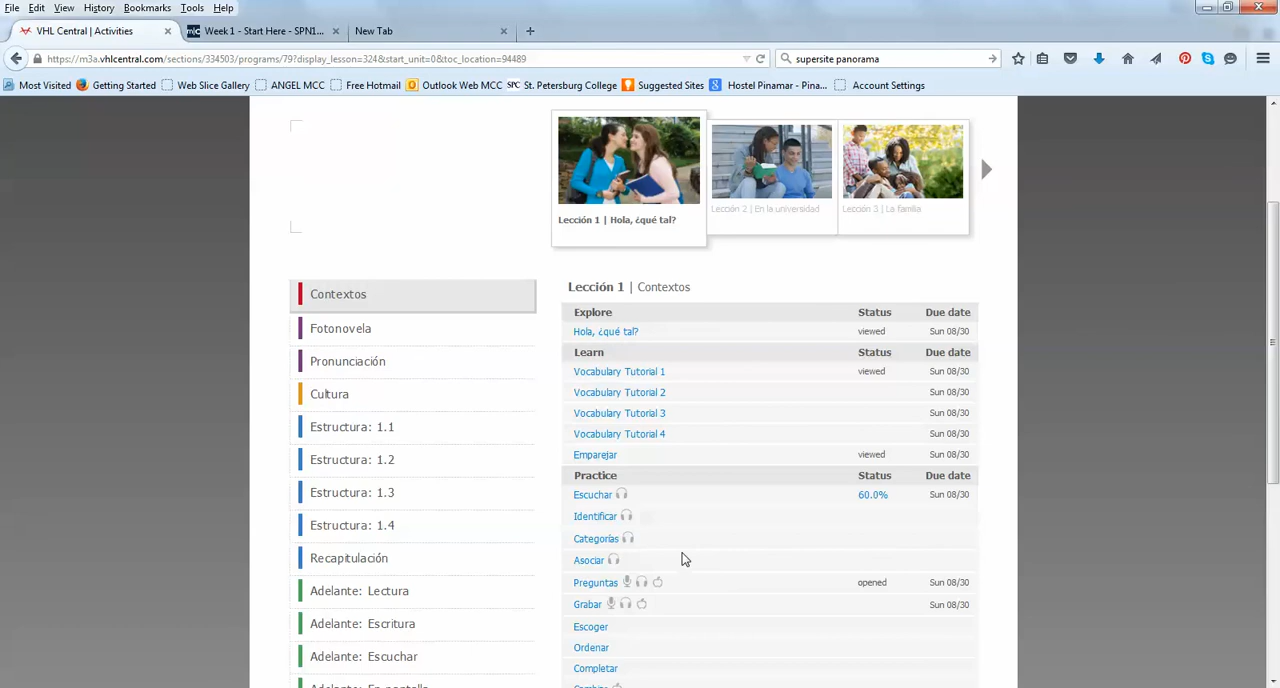 File Edit View History Bookmarks Tools Help
VHL Central | Activities
Week 1 - Start Here - SPN1...
New Tab
https://m3a.vhlcentral.com/sections/334503/programs/79?display_lesson=324&start_unit=0&toc_location=94489
supersite panorama
Most Visited Getting Started Web Slice Gallery ANGEL MCC Free Hotmail Outlook Web MCC SPC St. Petersburg College Suggested Sites Hostel Pinamar - Pina... Account Settings
Lección 1 | Hola, ¿qué tal?
Lección 2 | En la universidad
Lección 3 | La familia
Contextos
Fotonovela
Pronunciación
Cultura
Estructura: 1.1
Estructura: 1.2
Estructura: 1.3
Estructura: 1.4
Recapitulación
Adelante: Lectura
Adelante: Escritura
Adelante: Escuchar
Lección 1 | Contextos
Explore Status Due date
Hola, ¿qué tal? viewed Sun 08/30
Learn Status Due date
Vocabulary Tutorial 1 viewed Sun 08/30
Vocabulary Tutorial 2 Sun 08/30
Vocabulary Tutorial 3 Sun 08/30
Vocabulary Tutorial 4 Sun 08/30
Emparejar viewed Sun 08/30
Practice Status Due date
Escuchar 60.0% Sun 08/30
Identificar
Categorías
Asociar
Preguntas opened Sun 08/30
Grabar Sun 08/30
Escoger
Ordenar
Completar